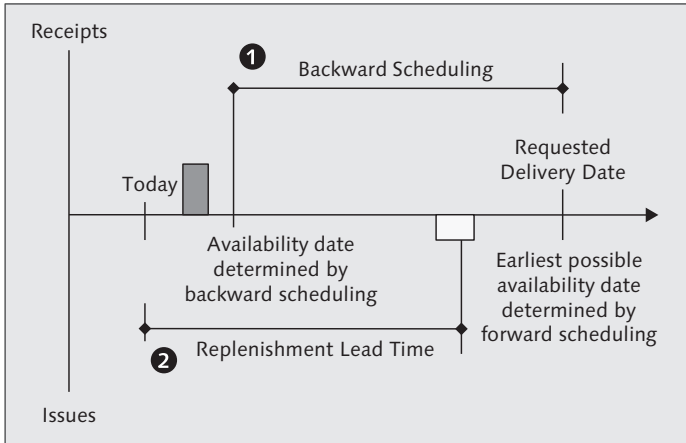 Receipts
1
Backward Scheduling
Requested
Delivery Date
Today
Availability date
determined by
backward scheduling
Earliest possible
availability date
determined by
forward scheduling
2
Replenishment Lead Time
Issues